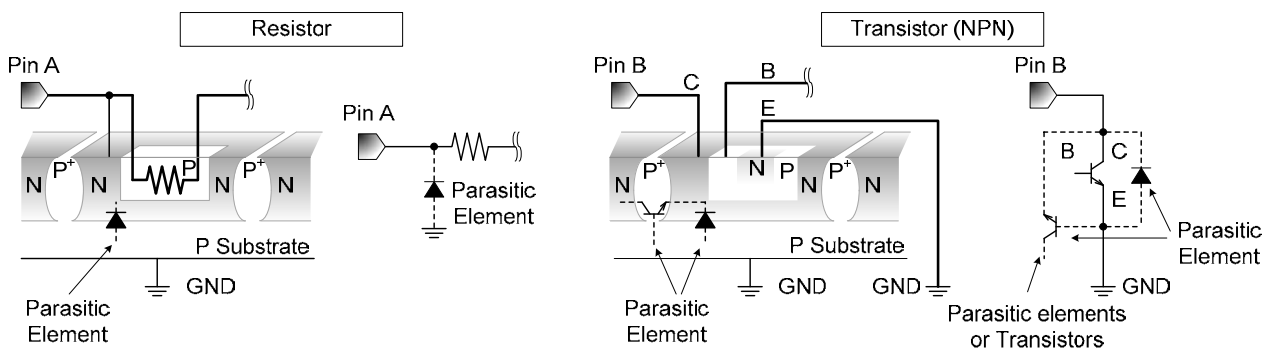 Resistor
Transistor (NPN)
Pin A
Pin A
N
P+
N
P
N
P+
N
Parasitic
Element
P Substrate
GND
Parasitic
Element
Pin B
C
B
E
N
P+
N
N
P
N
P+
N
P Substrate
GND
GND
Parasitic
Element
Pin B
B
C
E
Parasitic
Element
GND
Parasitic elements
or Transistors